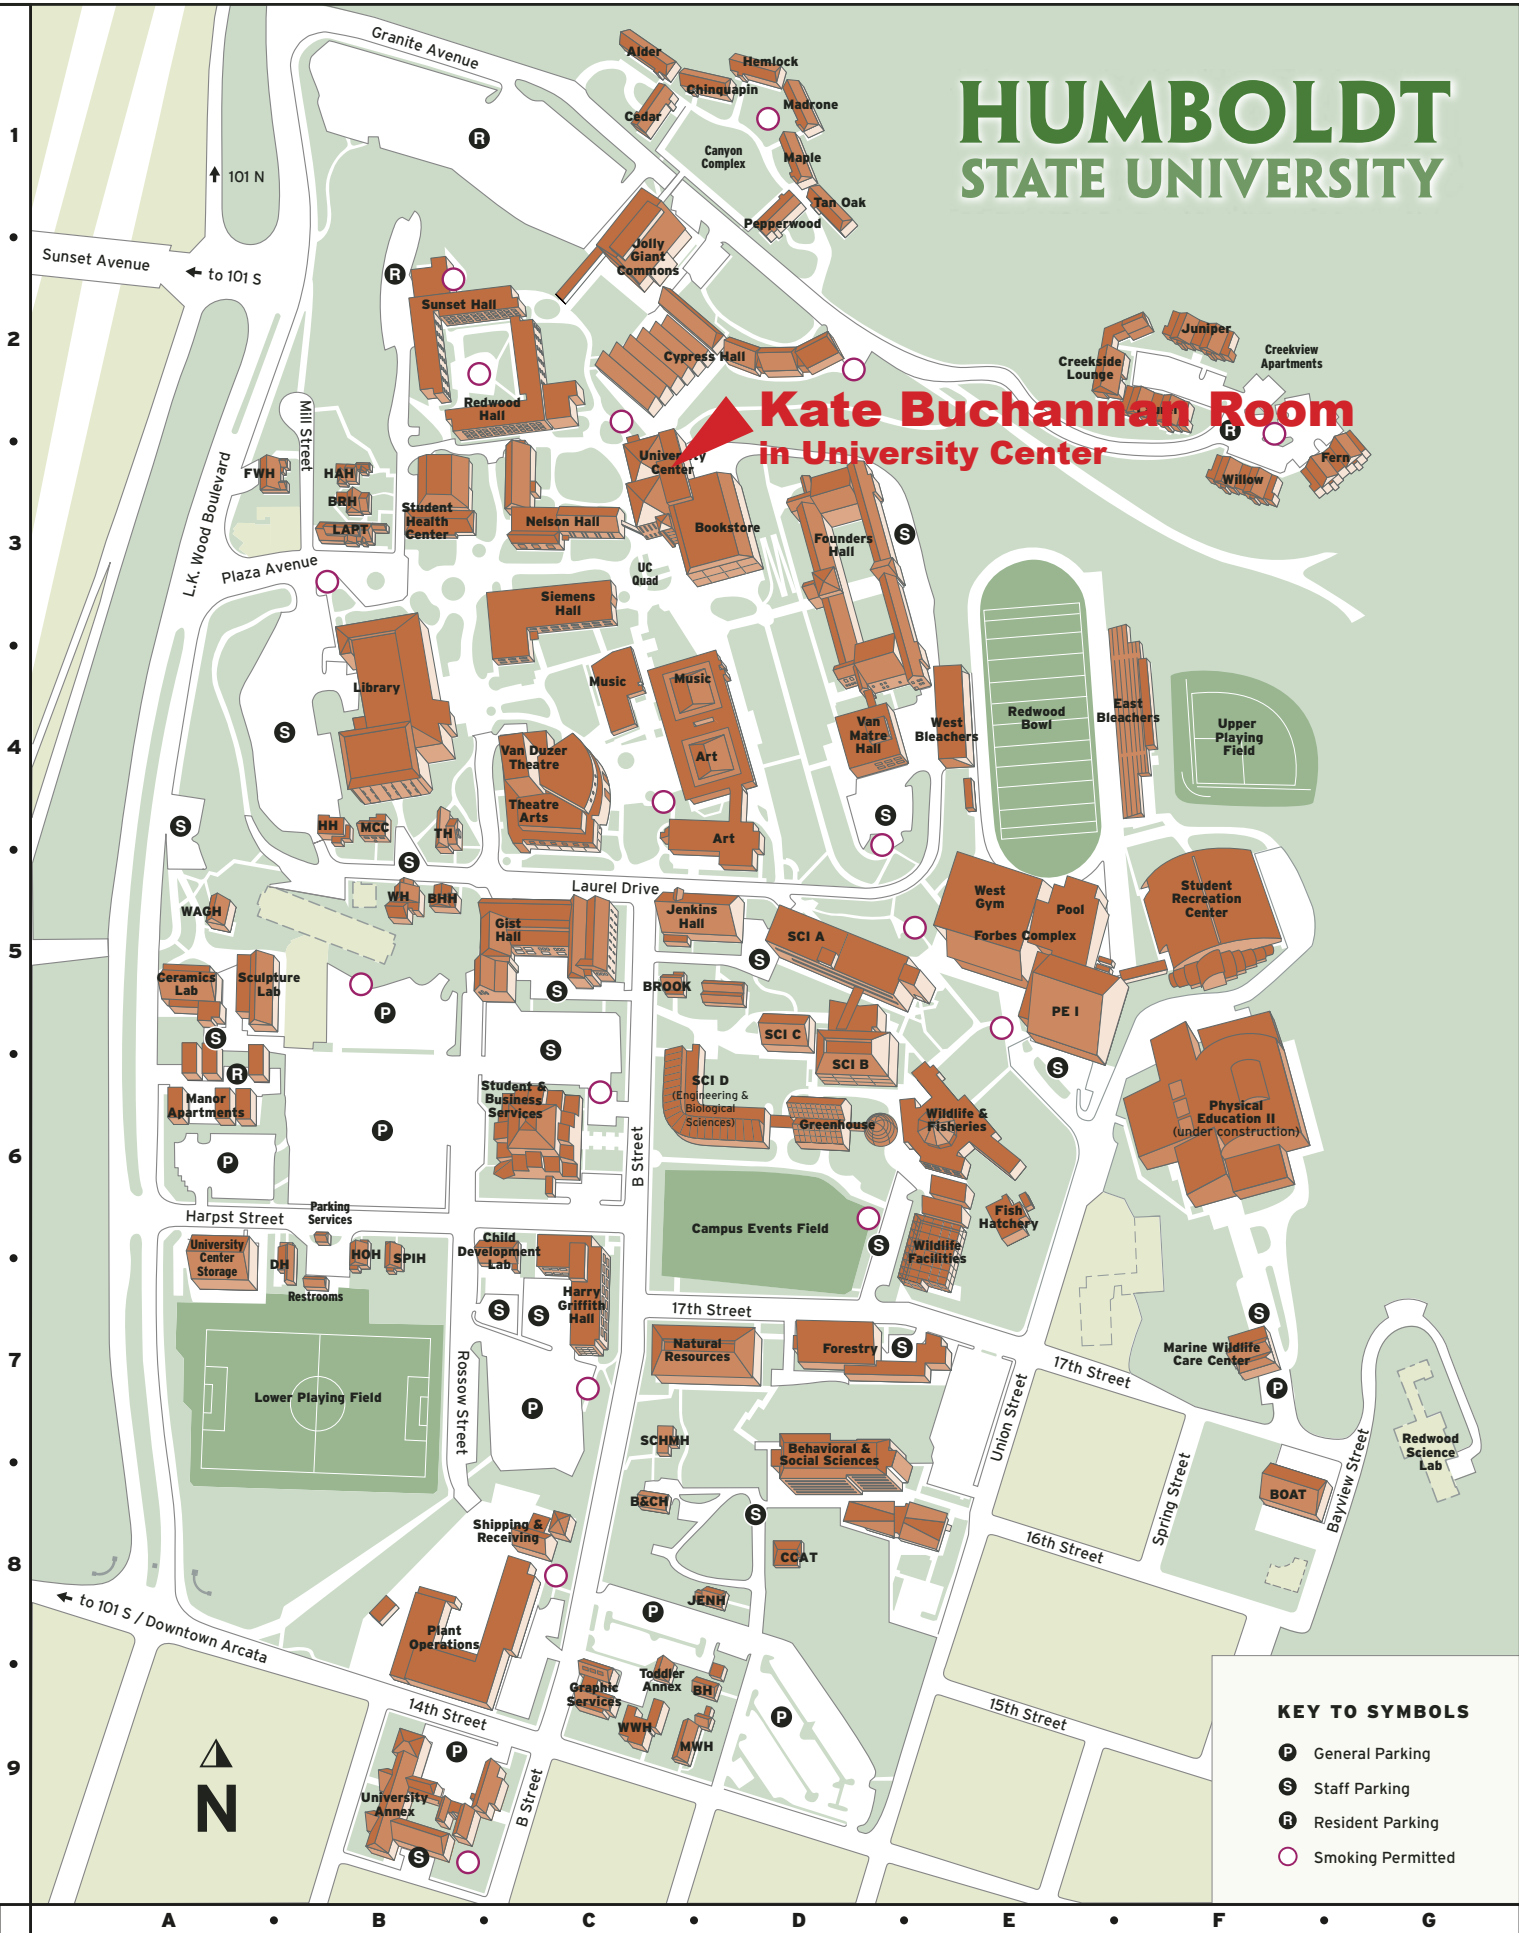 HUMBOLDT
STATE UNIVERSITY
Granite Avenue
Alder
Hemlock
Chinquapin
Madrone
Cedar
R
1
Canyon
Complex
Maple
101 N
Tan Oak
Pepperwood
Jolly
Giant
Commons
Sunset Avenue
to 101 S
R
Sunset Hall
2
Cypress Hall
Juniper
Creekview
Apartments
Creekside
Lounge
Redwood
Hall
Kate Buchannan Room
in University Center
R
Mill Street
L.K. Wood Boulevard
FWH
HAH
BRH
LAPT
University
Center
Fern
Willow
Student
Health
Center
Nelson Hall
Bookstore
Founders
Hall
S
3
Plaza Avenue
UC
Quad
Siemens
Hall
Library
Music
Music
Redwood
Bowl
East
Bleachers
Upper
Playing
Field
Van
Matre
Hall
West
Bleachers
S
4
Van Duzer
Theatre
Art
Theatre
Arts
S
HH
MCC
TH
Art
S
S
Laurel Drive
WAGH
WH
BHH
Gist
Hall
Jenkins
Hall
West
Gym
Pool
Forbes Complex
Student
Recreation
Center
5
SCI A
S
Ceramics
Lab
Sculpture
Lab
BROOK
S
P
PE I
S
SCI C
SCI B
S
S
R
SCI D
(Engineering &
Biological
Sciences)
Student &
Business
Services
Manor
Apartments
Greenhouse
Wildlife &
Fisheries
Physical
Education II
(under construction)
P
6
P
B Street
Harpst Street
Parking
Services
Campus Events Field
Fish
Hatchery
University
Center
Storage
DH
HOH
SPIH
Child
Development
Lab
S
Wildlife
Facilities
Restrooms
Harry
Griffith
Hall
S
S
17th Street
S
7
Natural
Resources
Forestry
S
Marine Wildlife
Care Center
17th Street
P
Lower Playing Field
Rossow Street
P
Union Street
SCHMH
Behavioral &
Social Sciences
Spring Street
Bayview Street
Redwood
Science
Lab
BOAT
B&CH
S
Shipping &
Receiving
8
CCAT
16th Street
to 101 S / Downtown Arcata
JENH
P
Plant
Operations
Toddler
Annex
Graphic
Services
BH
14th Street
WWH
MWH
P
15th Street
P
9
N
University
Annex
B Street
S
KEY TO SYMBOLS
P General Parking
S Staff Parking
R Resident Parking
Smoking Permitted
A B C D E F G